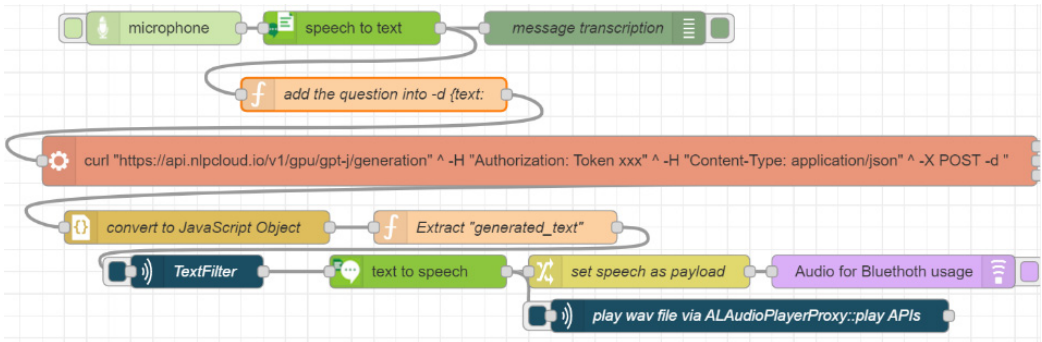 microphone
speech to text
message transcription
add the question into -d {text:
curl "https://api.nlpcloud.io/v1/gpu/gpt-j/generation" ^ -H "Authorization: Token xxx" ^ -H "Content-Type: application/json" ^ -X POST -d "
convert to JavaScript Object
Extract "generated_text"
TextFilter
text to speech
set speech as payload
Audio for Bluethoth usage
play wav file via ALAudioPlayerProxy::play APIs